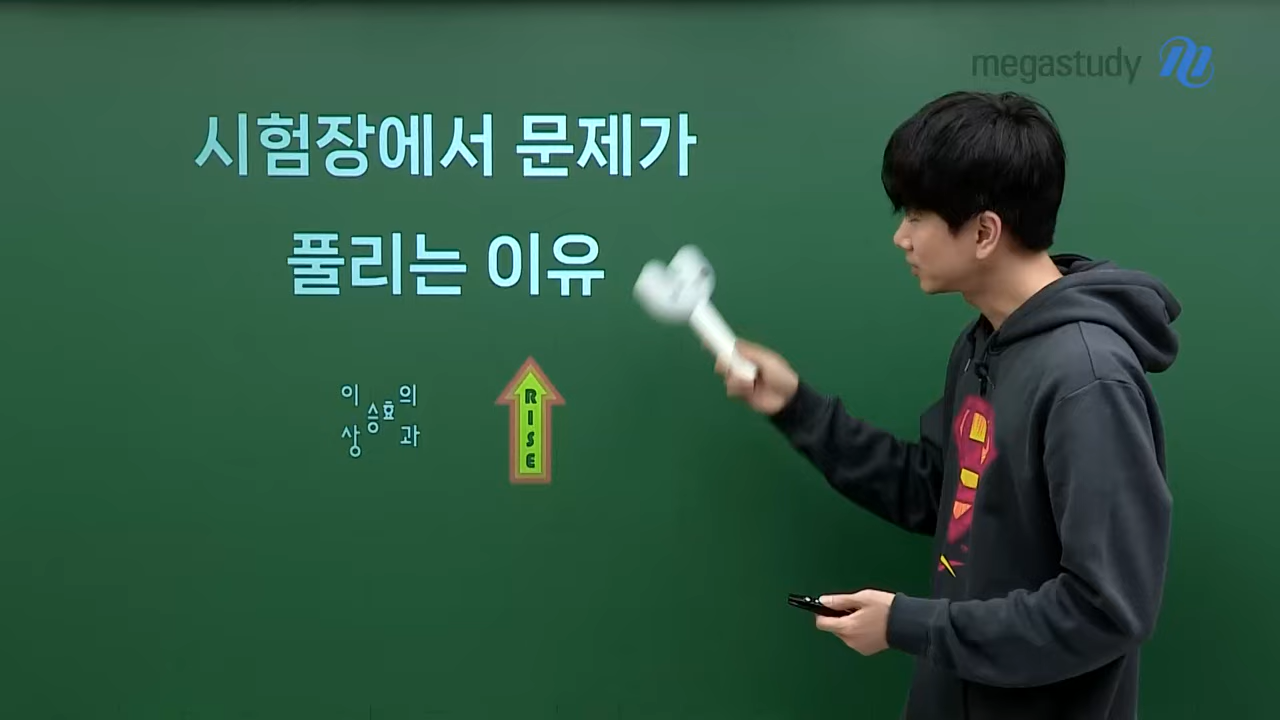 megastudy
시험장에서 문제가
풀리는 이유
이 의
승효
상 과
RISE